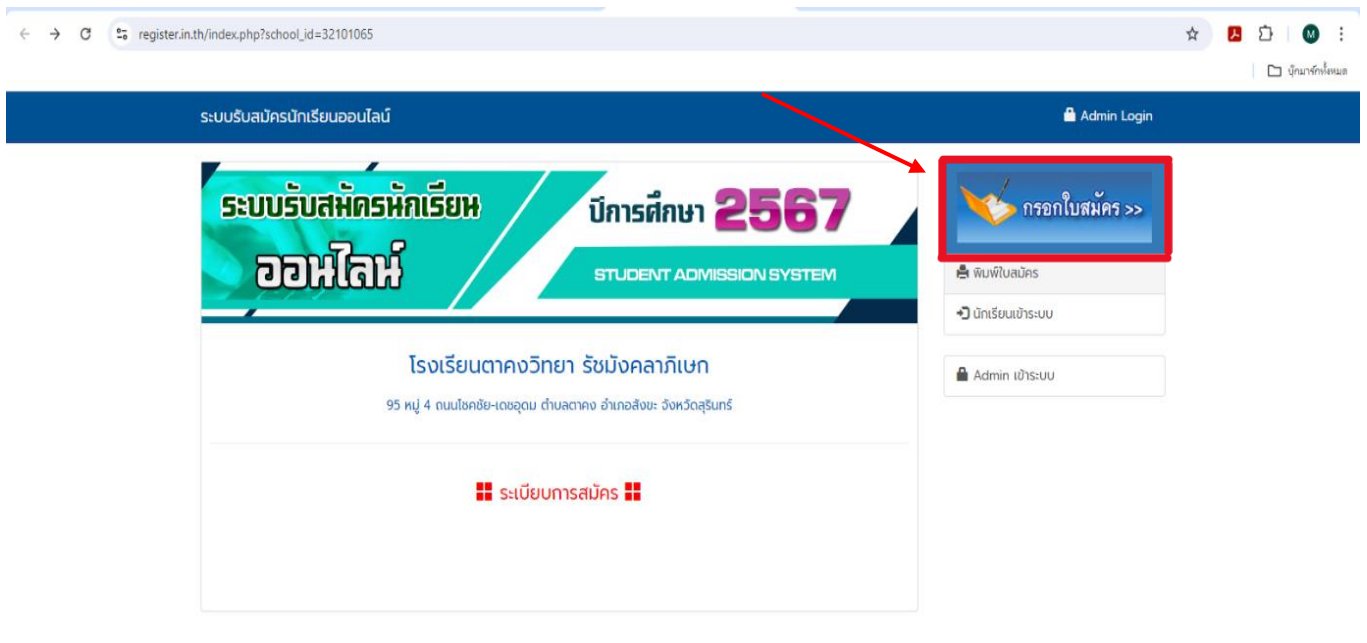 register.in.th/index.php?school_id=32101065
M
บุ๊กมาร์กทั้งหมด
ระบบรับสมัครนักเรียนออนไลน์
Admin Login
ระบบรับสมัครนักเรียน
ออนไลน์
ปีการศึกษา 2567
STUDENT ADMISSION SYSTEM
กรอกใบสมัคร >>
พิมพ์ใบสมัคร
นักเรียนเข้าระบบ
Admin เข้าระบบ
โรงเรียนตาคงวิทยา รัชมังคลาภิเษก
95 หมู่ 4 ถนนโชคชัย-เดชอุดม ตำบลตาคง อำเภอสังขะ จังหวัดสุรินทร์
ระเบียบการสมัคร